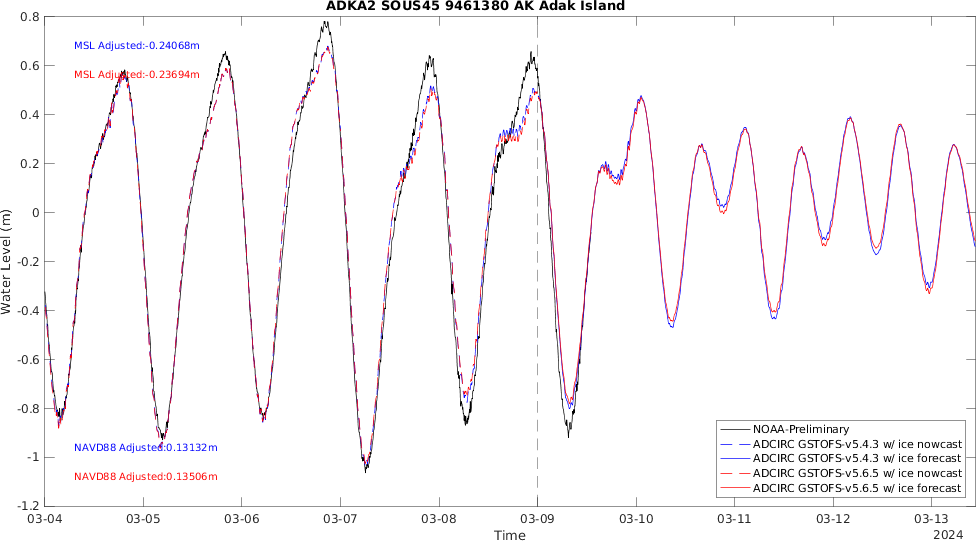 ADKA2 SOUS45 9461380 AK Adak Island
0.8
0.6
0.4
0.2
0
-0.2
-0.4
-0.6
-0.8
-1
-1.2
Water Level (m)
MSL Adjusted:-0.24068m
MSL Adjusted:-0.23694m
NAVD88 Adjusted:0.13132m
NAVD88 Adjusted:0.13506m
NOAA-Preliminary
ADCIRC GSTOFS-v5.4.3 w/ ice nowcast
ADCIRC GSTOFS-v5.4.3 w/ ice forecast
ADCIRC GSTOFS-v5.6.5 w/ ice nowcast
ADCIRC GSTOFS-v5.6.5 w/ ice forecast
03-04 03-05 03-06 03-07 03-08 03-09 03-10 03-11 03-12 03-13
Time
2024